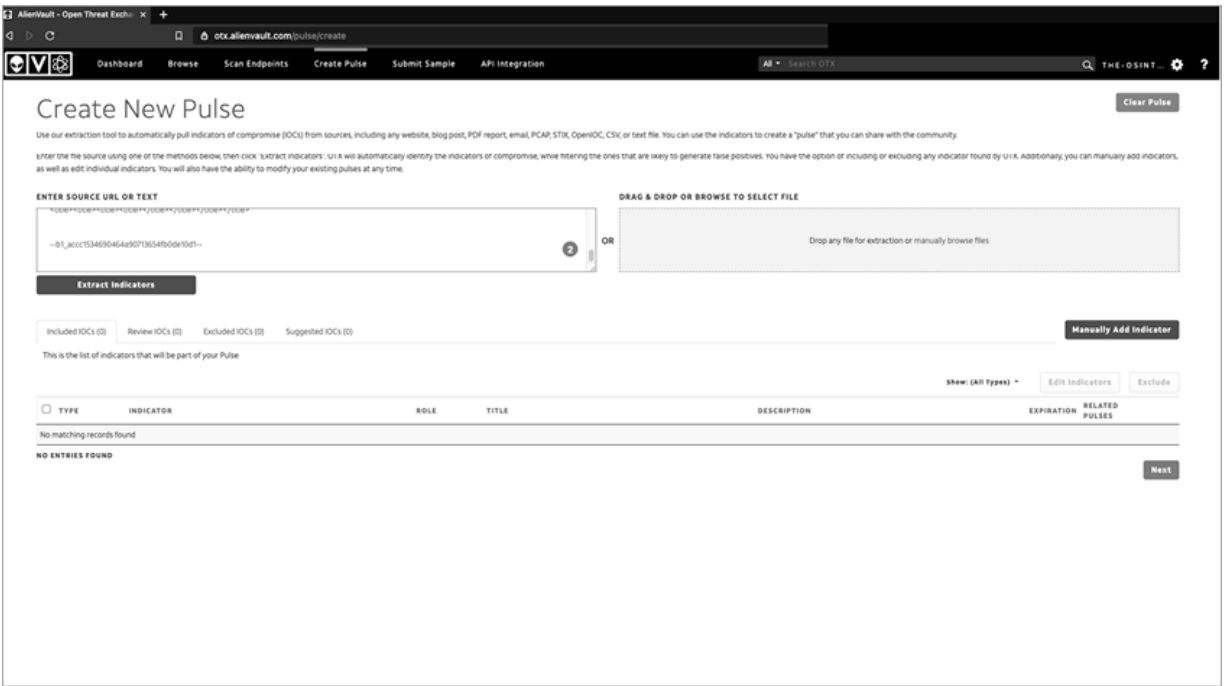 AlienVault - Open Threat Exchan X +
otx.alienvault.com/pulse/create
V
Dashboard Browse Scan Endpoints Create Pulse Submit Sample API Integration All Search OTX THE-OSINT... ?
Create New Pulse
Clear Pulse
Use our extraction tool to automatically pull indicators of compromise (IOCs) from sources, including any website, blog post, PDF report, email, PCAP, STIX, OpenIOC, CSV, or text file. You can use the indicators to create a "pulse" that you can share with the community.
Enter the file source using one of the methods below, then click "Extract Indicators". OTX will automatically identify the indicators of compromise, while filtering the ones that are likely to generate false positives. You have the option of including or excluding any indicator found by OTX. Additionally, you can manually add indicators,
as well as edit individual indicators. You will also have the ability to modify your existing pulses at any time.
ENTER SOURCE URL OR TEXT
DRAG & DROP OR BROWSE TO SELECT FILE
--b1_accc1534690464a90713654fb0de10d1--
2
OR
Drop any file for extraction or manually browse files
Extract Indicators
Included IOCs (0) Review IOCs (0) Excluded IOCs (0) Suggested IOCs (0)
Manually Add Indicator
This is the list of indicators that will be part of your Pulse
Show: (All Types) Edit Indicators Exclude
TYPE INDICATOR ROLE TITLE DESCRIPTION EXPIRATION RELATED PULSES
No matching records found
NO ENTRIES FOUND
Next